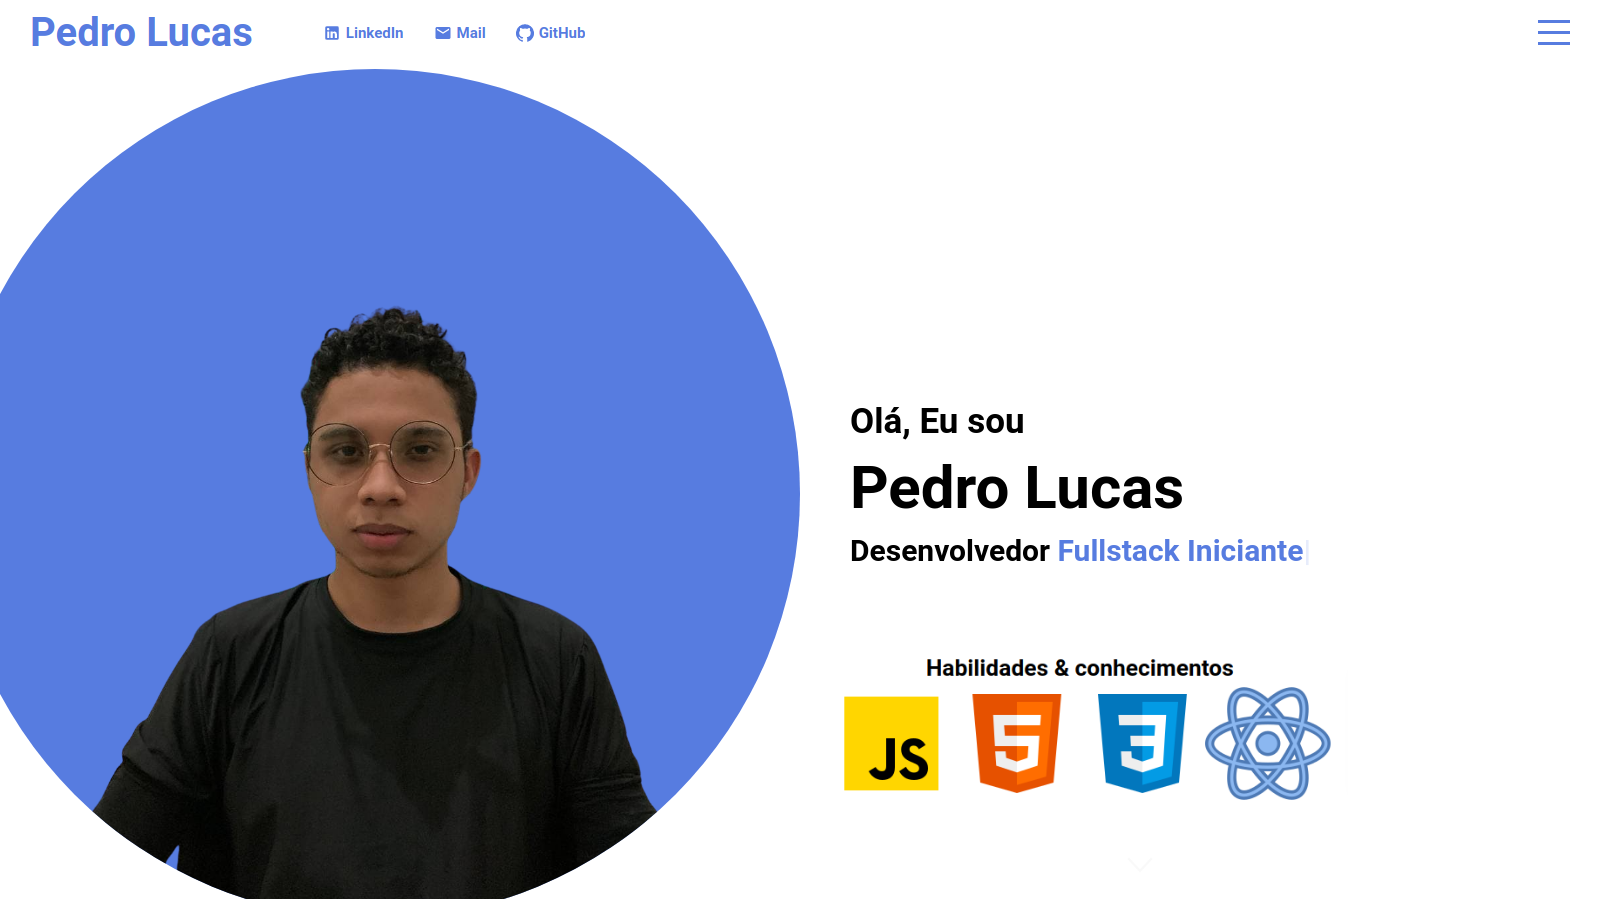 Pedro Lucas
LinkedIn
Mail
GitHub
Olá, Eu sou
Pedro Lucas
Desenvolvedor Fullstack Iniciante|
Habilidades & conhecimentos
JS 5 3